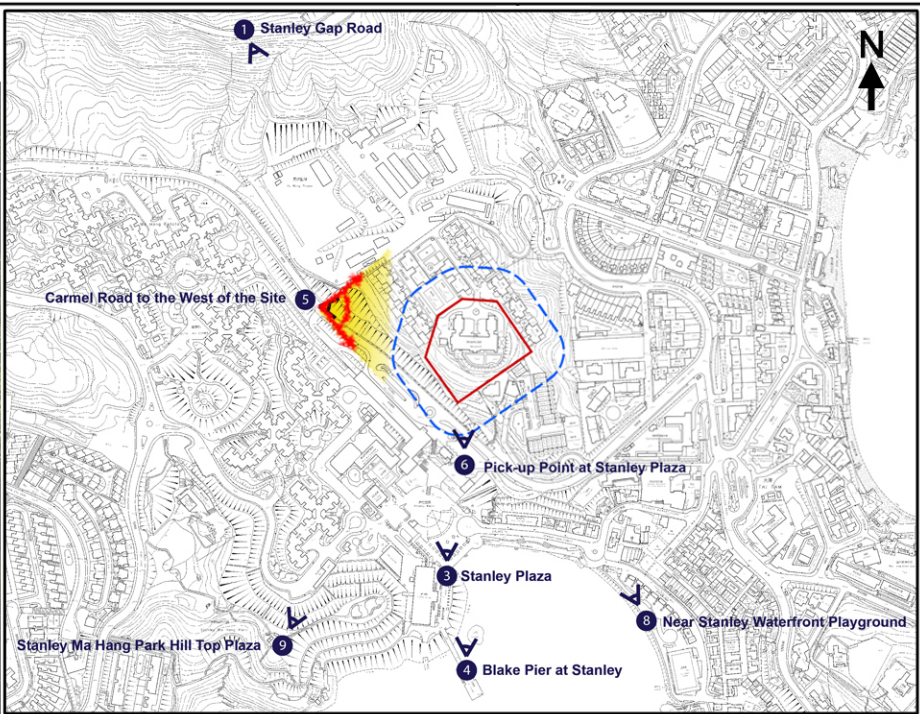 1 Stanley Gap Road
N
Carmel Road to the West of the Site 5
6 Pick-up Point at Stanley Plaza
3 Stanley Plaza
8 Near Stanley Waterfront Playground
Stanley Ma Hang Park Hill Top Plaza 9
4 Blake Pier at Stanley